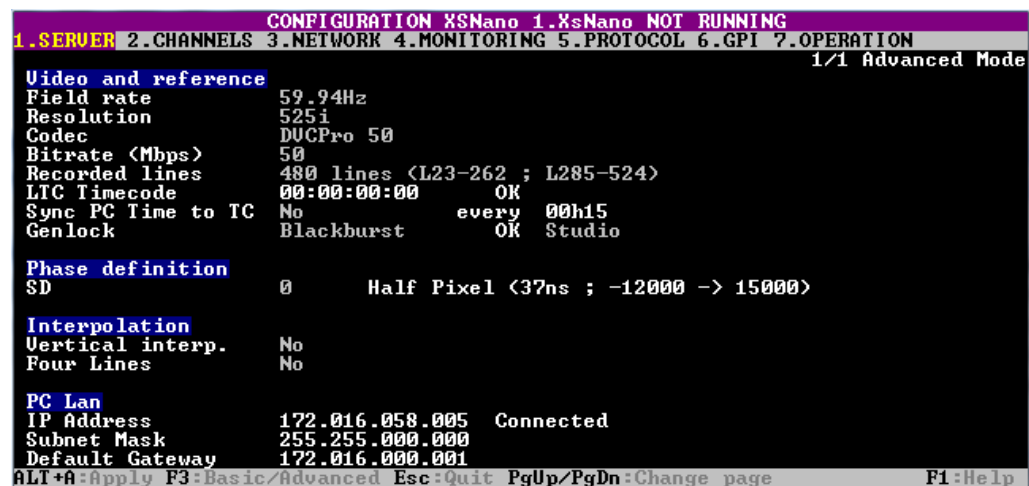 CONFIGURATION XSNano 1.XsNano NOT RUNNING
1.SERVER 2.CHANNELS 3.NETWORK 4.MONITORING 5.PROTOCOL 6.GPI 7.OPERATION
1/1 Advanced Mode
Video and reference
Field rate 59.94Hz
Resolution 525i
Codec DVCPro 50
Bitrate (Mbps) 50
Recorded lines 480 lines (L23-262 ; L285-524)
LTC Timecode 00:00:00:00 OK
Sync PC Time to TC No every 00h15
Genlock Blackburst OK Studio
Phase definition
SD 0 Half Pixel (37ns ; -12000 -> 15000)
Interpolation
Vertical interp. No
Four Lines No
PC Lan
IP Address 172.016.058.005 Connected
Subnet Mask 255.255.000.000
Default Gateway 172.016.000.001
ALT+A:Apply F3:Basic/Advanced Esc:Quit PgUp/PgDn:Change page F1:Help